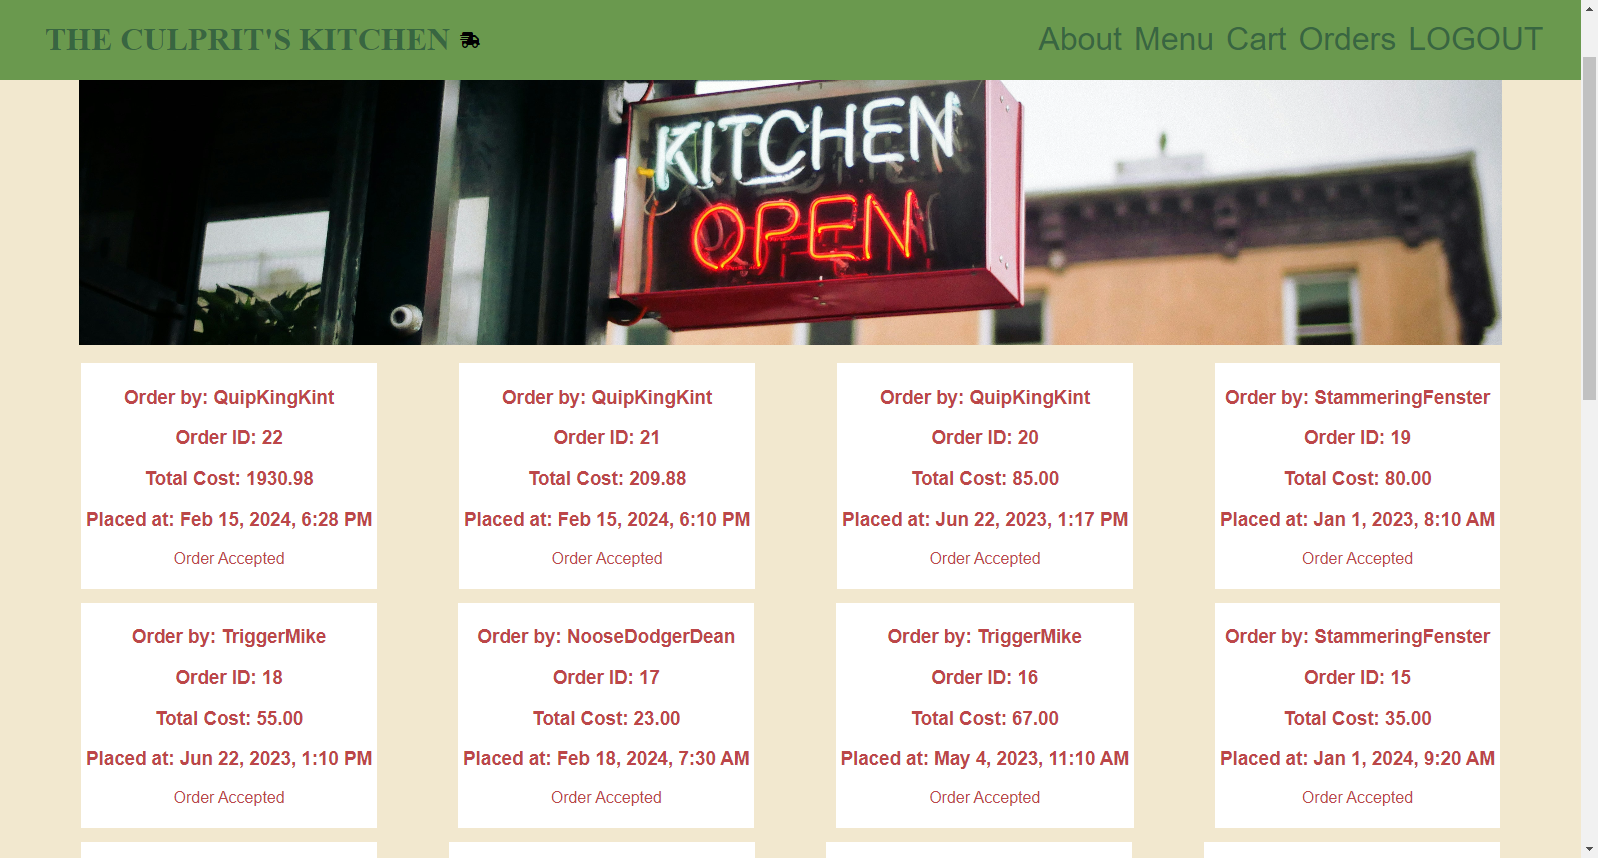 THE CULPRIT'S KITCHEN
About Menu Cart Orders LOGOUT
KITCHEN
OPEN
Order by: QuipKingKint
Order ID: 22
Total Cost: 1930.98
Placed at: Feb 15, 2024, 6:28 PM
Order Accepted
Order by: QuipKingKint
Order ID: 21
Total Cost: 209.88
Placed at: Feb 15, 2024, 6:10 PM
Order Accepted
Order by: QuipKingKint
Order ID: 20
Total Cost: 85.00
Placed at: Jun 22, 2023, 1:17 PM
Order Accepted
Order by: StammeringFenster
Order ID: 19
Total Cost: 80.00
Placed at: Jan 1, 2023, 8:10 AM
Order Accepted
Order by: TriggerMike
Order ID: 18
Total Cost: 55.00
Placed at: Jun 22, 2023, 1:10 PM
Order Accepted
Order by: NooseDodgerDean
Order ID: 17
Total Cost: 23.00
Placed at: Feb 18, 2024, 7:30 AM
Order Accepted
Order by: TriggerMike
Order ID: 16
Total Cost: 67.00
Placed at: May 4, 2023, 11:10 AM
Order Accepted
Order by: StammeringFenster
Order ID: 15
Total Cost: 35.00
Placed at: Jan 1, 2024, 9:20 AM
Order Accepted